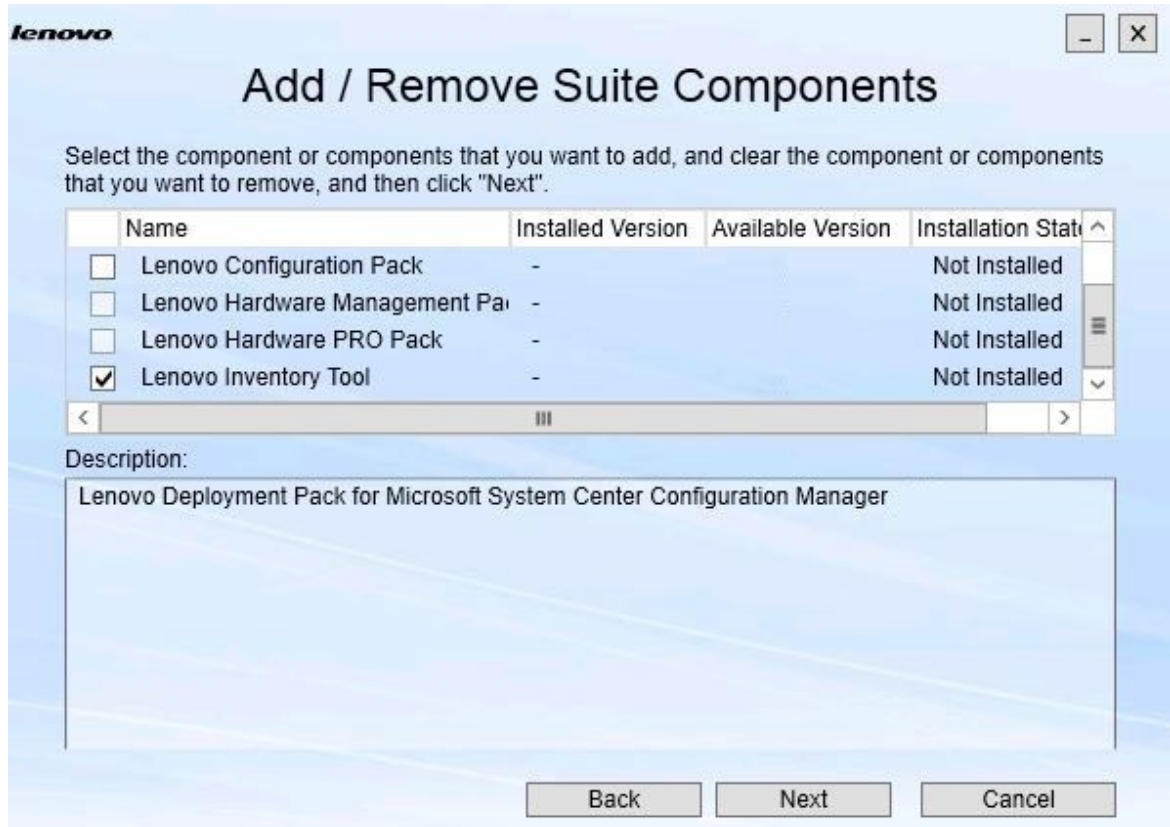 lenovo
Add / Remove Suite Components
Select the component or components that you want to add, and clear the component or components
that you want to remove, and then click "Next".
Name Installed Version Available Version Installation State
Lenovo Configuration Pack - Not Installed
Lenovo Hardware Management Pac - Not Installed
Lenovo Hardware PRO Pack - Not Installed
Lenovo Inventory Tool - Not Installed
Description:
Lenovo Deployment Pack for Microsoft System Center Configuration Manager
Back Next Cancel